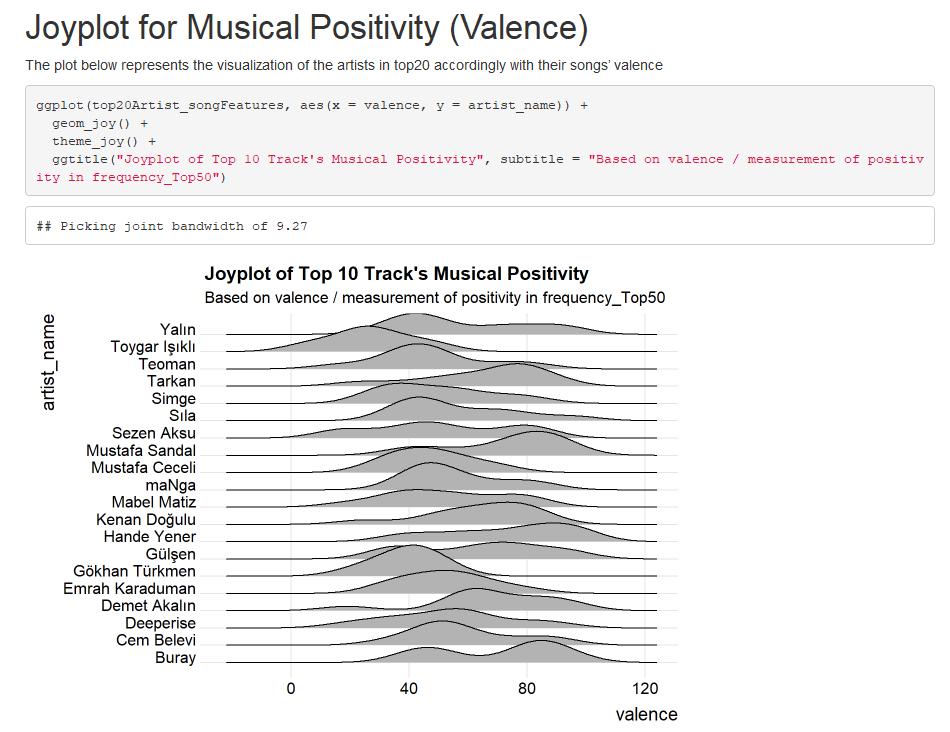 Joyplot for Musical Positivity (Valence)
The plot below represents the visualization of the artists in top20 accordingly with their songs’ valence
ggplot(top20Artist_songFeatures, aes(x = valence, y = artist_name)) +
  geom_joy() +
  theme_joy() +
  ggtitle("Joyplot of Top 10 Track's Musical Positivity", subtitle = "Based on valence / measurement of positiv
ity in frequency_Top50")
## Picking joint bandwidth of 9.27
Joyplot of Top 10 Track's Musical Positivity
Based on valence / measurement of positivity in frequency_Top50
artist_name
Yalın
Toygar Işıklı
Teoman
Tarkan
Simge
Sıla
Sezen Aksu
Mustafa Sandal
Mustafa Ceceli
maNga
Mabel Matiz
Kenan Doğulu
Hande Yener
Gülşen
Gökhan Türkmen
Emrah Karaduman
Demet Akalın
Deeperise
Cem Belevi
Buray
0 40 80 120
valence